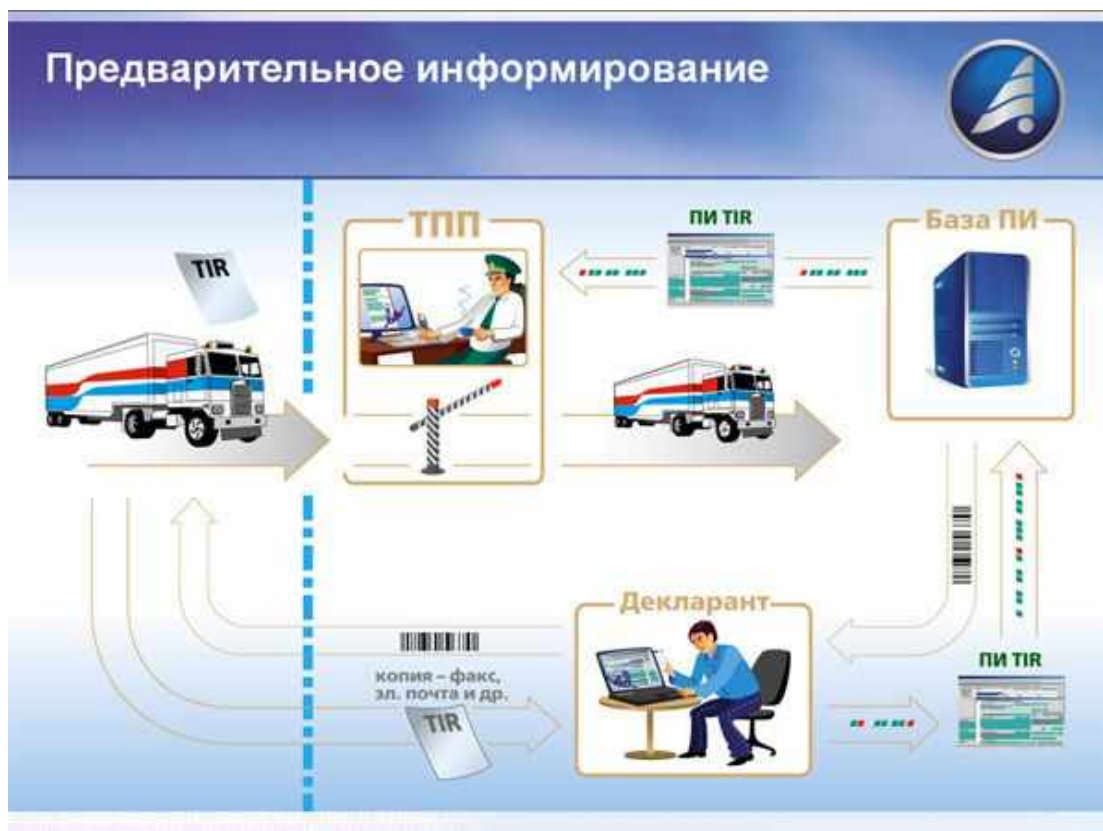 Предварительное информирование
ТПП
ПИ TIR
База ПИ
TIR
Декларант
копия – факс,
эл. почта и др.
TIR
ПИ TIR